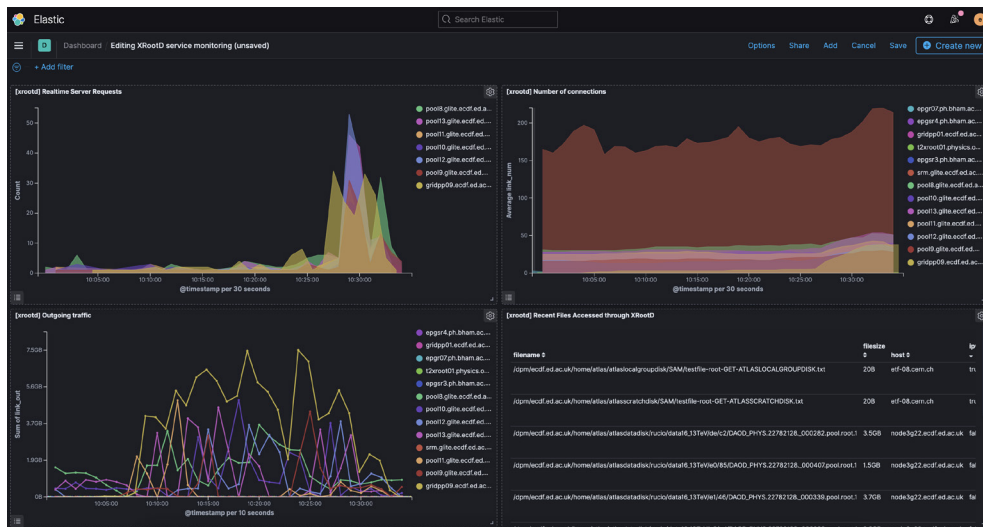 Elastic
Search Elastic
D Dashboard Editing XRootD service monitoring (unsaved)
Options Share Add Cancel Save Create new
+ Add filter
[xrootd] Realtime Server Requests
Count
50
40
30
20
10
0
10:05:00 10:10:00 10:15:00 10:20:00 10:25:00 10:30:00
@timestamp per 30 seconds
pool8.glite.ecdf.ed.a...
pool13.glite.ecdf.ed....
pool11.glite.ecdf.ed....
pool10.glite.ecdf.ed....
pool12.glite.ecdf.ed....
pool9.glite.ecdf.ed....
gridpp09.ecdf.ed.ac...
[xrootd] Number of connections
Average link_num
200
150
100
50
0
10:05:00 10:10:00 10:15:00 10:20:00 10:25:00 10:30:00
@timestamp per 30 seconds
epgr07.ph.bham.ac...
epgsr4.ph.bham.ac...
gridpp01.ecdf.ed.ac...
t2xroot01.physics.o...
epgsr3.ph.bham.ac...
srm.glite.ecdf.ed.ac...
pool8.glite.ecdf.ed.a...
pool10.glite.ecdf.ed....
pool13.glite.ecdf.ed....
pool11.glite.ecdf.ed....
pool12.glite.ecdf.ed....
pool9.glite.ecdf.ed....
gridpp09.ecdf.ed.ac...
[xrootd] Outgoing traffic
Sum of link_out
7.5GB
5.6GB
3.7GB
1.9GB
0B
10:05:00 10:10:00 10:15:00 10:20:00 10:25:00 10:30:00
@timestamp per 10 seconds
epgsr4.ph.bham.ac...
gridpp01.ecdf.ed.ac...
epgr07.ph.bham.ac...
t2xroot01.physics.o...
epgsr3.ph.bham.ac...
pool8.glite.ecdf.ed.a...
pool10.glite.ecdf.ed....
pool12.glite.ecdf.ed....
pool13.glite.ecdf.ed....
srm.glite.ecdf.ed.ac...
pool11.glite.ecdf.ed....
pool9.glite.ecdf.ed....
gridpp09.ecdf.ed.ac...
[xrootd] Recent Files Accessed through XRootD
filename filesize host ip
/dpm/ecdf.ed.ac.uk/home/atlas/atlaslocalgroupdisk/SAM/testfile-root-GET-ATLASLOCALGROUPDISK.txt 20B etf-08.cern.ch tru
/dpm/ecdf.ed.ac.uk/home/atlas/atlasscratchdisk/SAM/testfile-root-GET-ATLASSCRATCHDISK.txt 20B etf-08.cern.ch tru
/dpm/ecdf.ed.ac.uk/home/atlas/atlasdatadisk/rucio/data16_13TeV/de/c2/DAOD_PHYS.22782128_000282.pool.root.1 3.5GB node3g22.ecdf.ed.ac.uk fal
/dpm/ecdf.ed.ac.uk/home/atlas/atlasdatadisk/rucio/data16_13TeV/e0/85/DAOD_PHYS.22782128_000407.pool.root.1 1.5GB node3g22.ecdf.ed.ac.uk fal
/dpm/ecdf.ed.ac.uk/home/atlas/atlasdatadisk/rucio/data16_13TeV/e1/46/DAOD_PHYS.22782128_000339.pool.root.1 3.7GB node3g22.ecdf.ed.ac.uk fal